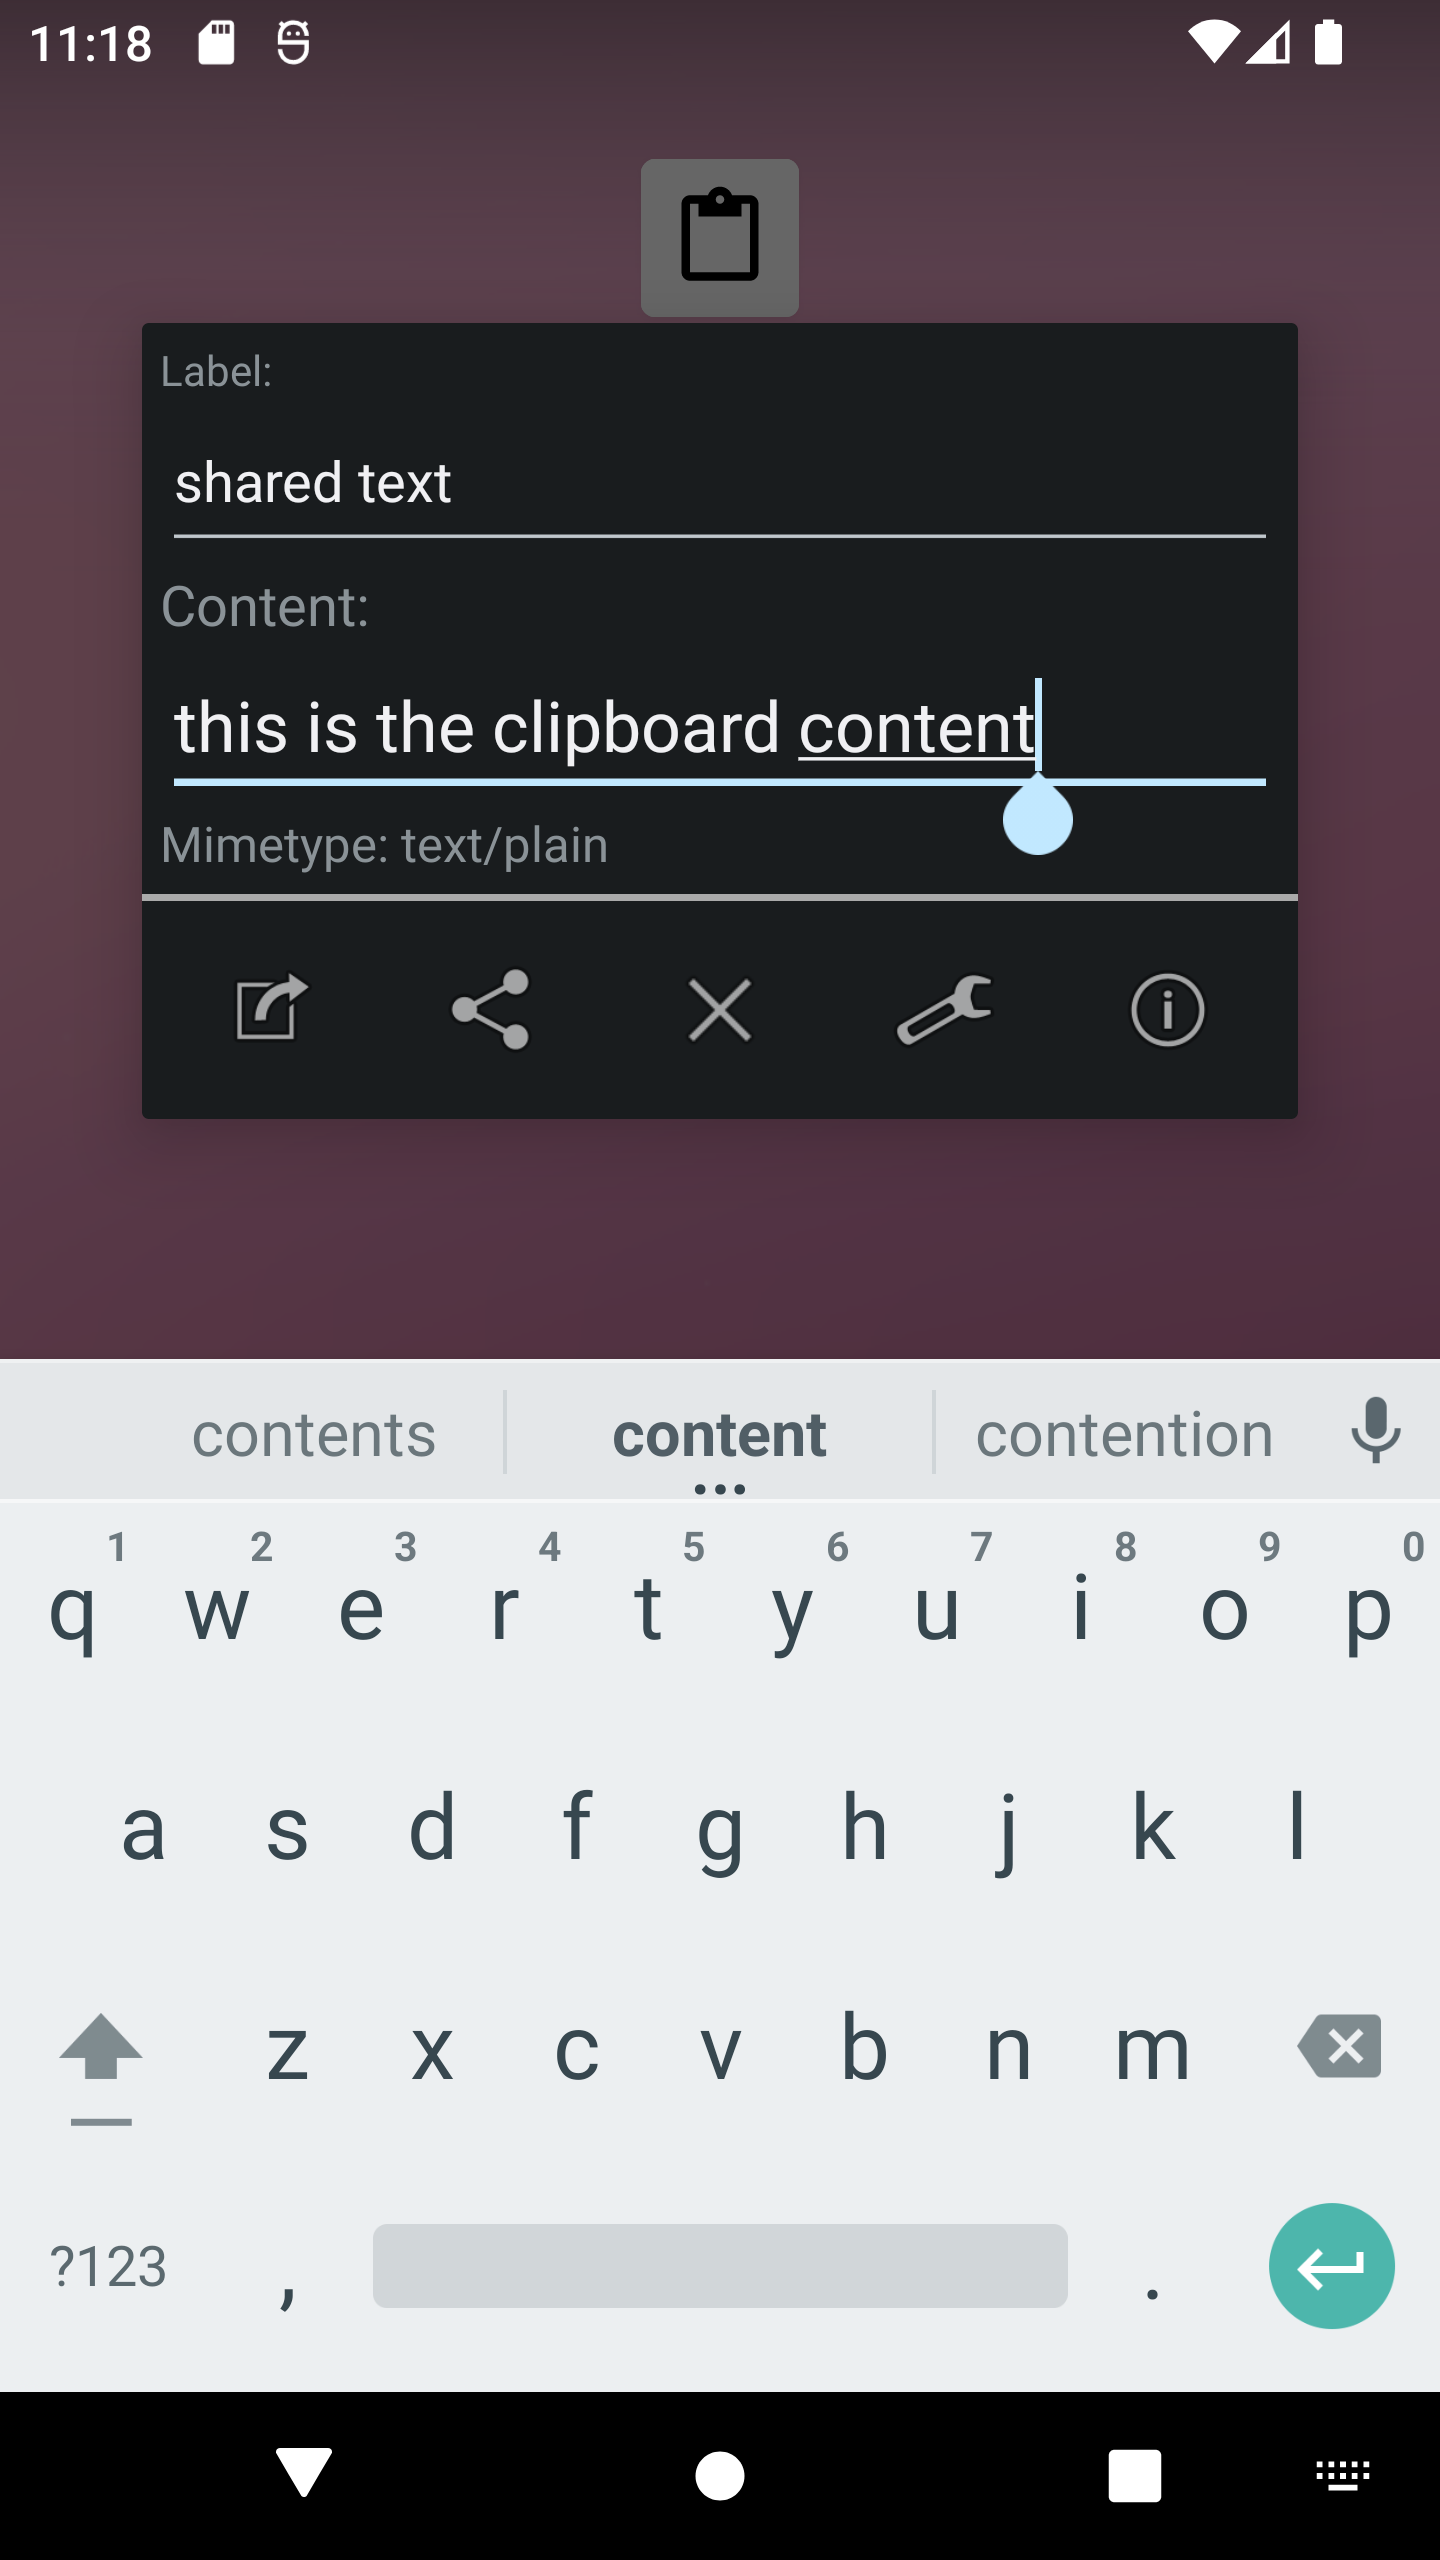 11:18
Label:
shared text
Content:
this is the clipboard content
Mimetype: text/plain
contents content contention
1 2 3 4 5 6 7 8 9 0
q w e r t y u i o p
a s d f g h j k l
z x c v b n m
?123 , .